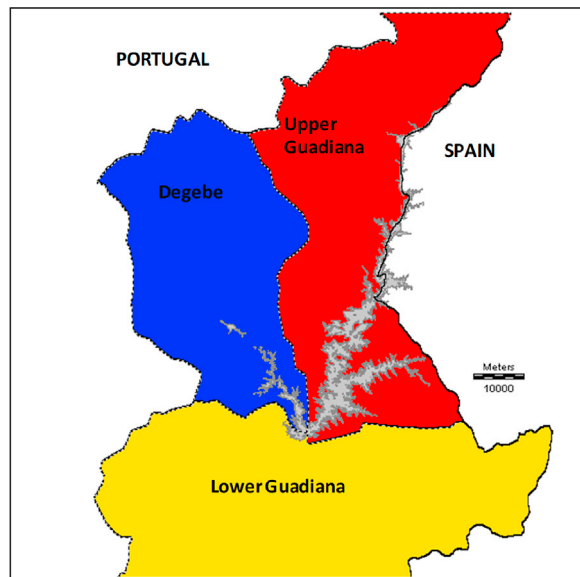 PORTUGAL
Upper
Guadiana
SPAIN
Degebe
Meters
10000
Lower Guadiana